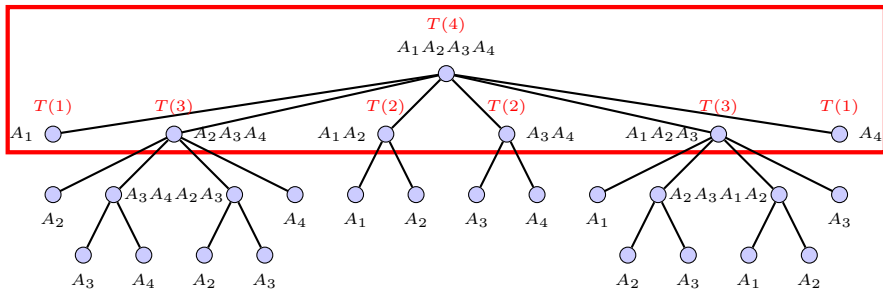 T(4)
A₁A₂A₃A₄
T(1) T(3) T(2) T(2) T(3) T(1)
A₁ A₂A₃A₄ A₁A₂ A₃A₄ A₁A₂A₃ A₄
A₃A₄ A₂A₃ A₂A₃ A₁A₂
A₂ A₄ A₁ A₂ A₃ A₄ A₁ A₃
A₃ A₄ A₂ A₃ A₂ A₃ A₁ A₂